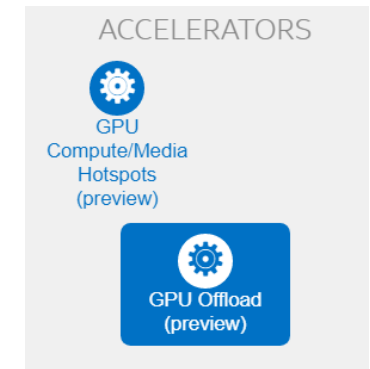 ACCELERATORS
GPU
Compute/Media
Hotspots
(preview)
GPU Offload
(preview)